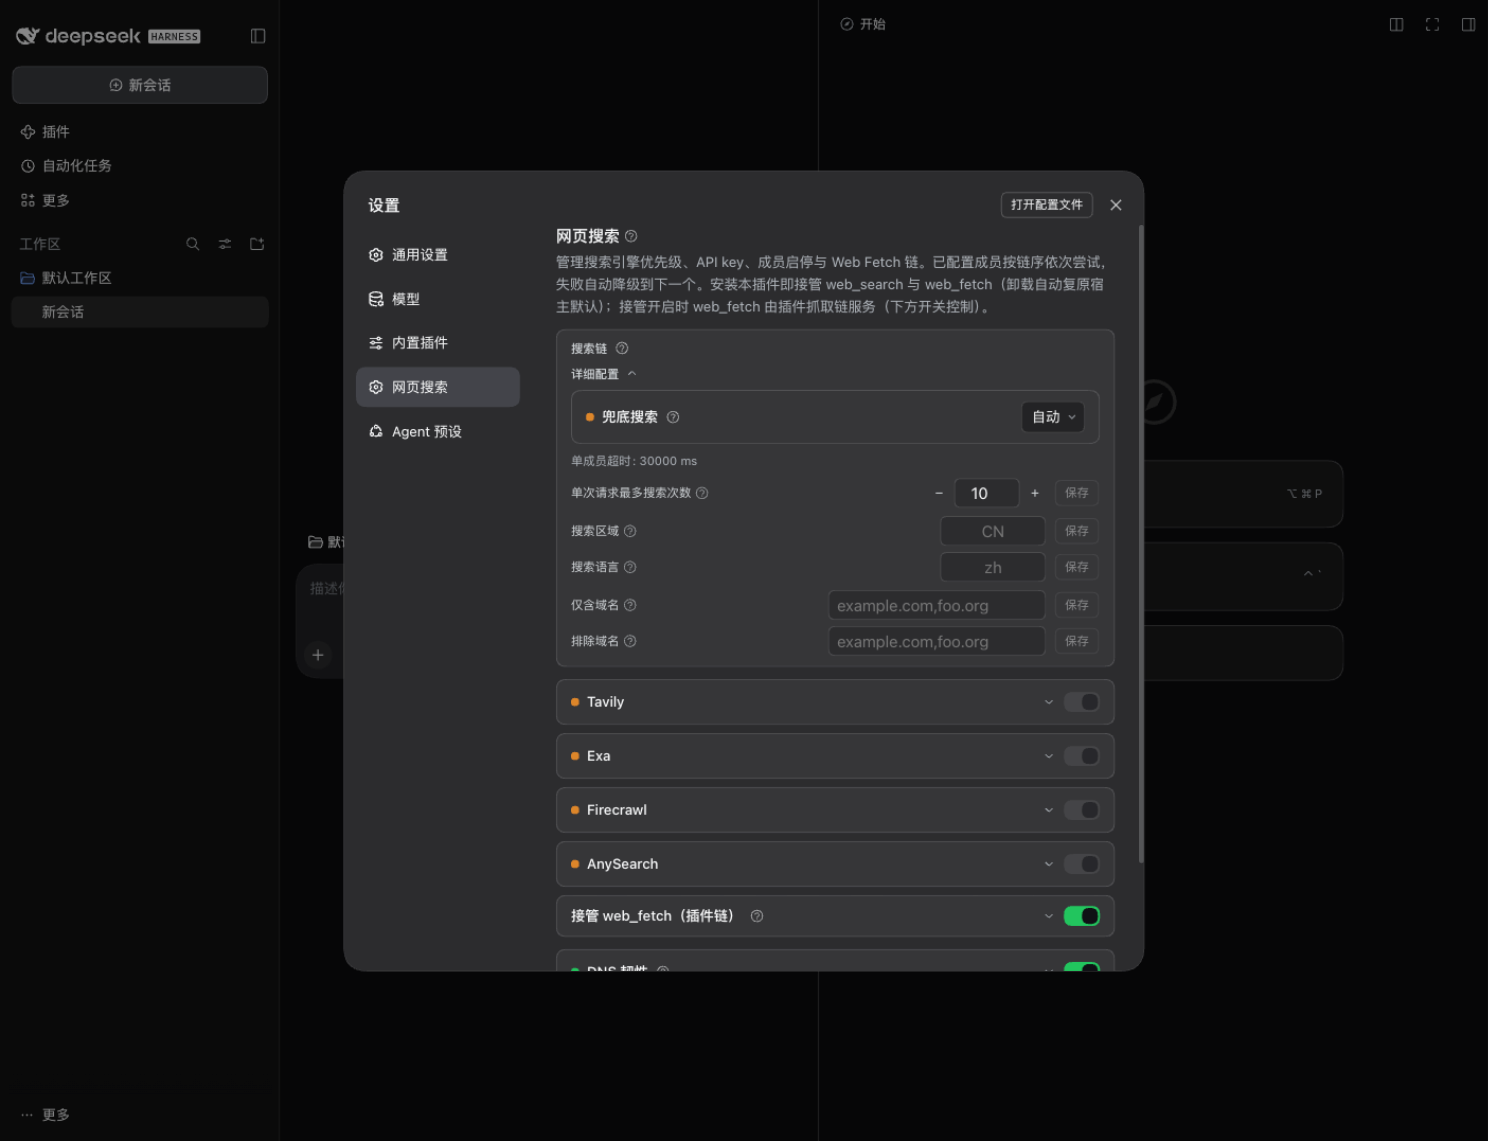 deepseek HARNESS
新会话
插件
自动化任务
更多
工作区
默认工作区
新会话
更多
开始
⌥⌘P
设置
打开配置文件
通用设置
模型
内置插件
网页搜索
Agent 预设
网页搜索
管理搜索引擎优先级、API key、成员启停与 Web Fetch 链。已配置成员按链序依次尝试，
失败自动降级到下一个。安装本插件即接管 web_search 与 web_fetch（卸载自动复原宿
主默认）；接管开启时 web_fetch 由插件抓取链服务（下方开关控制）。
搜索链
详细配置
兜底搜索
自动
单成员超时：30000 ms
单次请求最多搜索次数
− 10 + 保存
搜索区域
CN 保存
搜索语言
zh 保存
仅含域名
example.com,foo.org 保存
排除域名
example.com,foo.org 保存
Tavily
Exa
Firecrawl
AnySearch
接管 web_fetch（插件链）
DNS 韧性